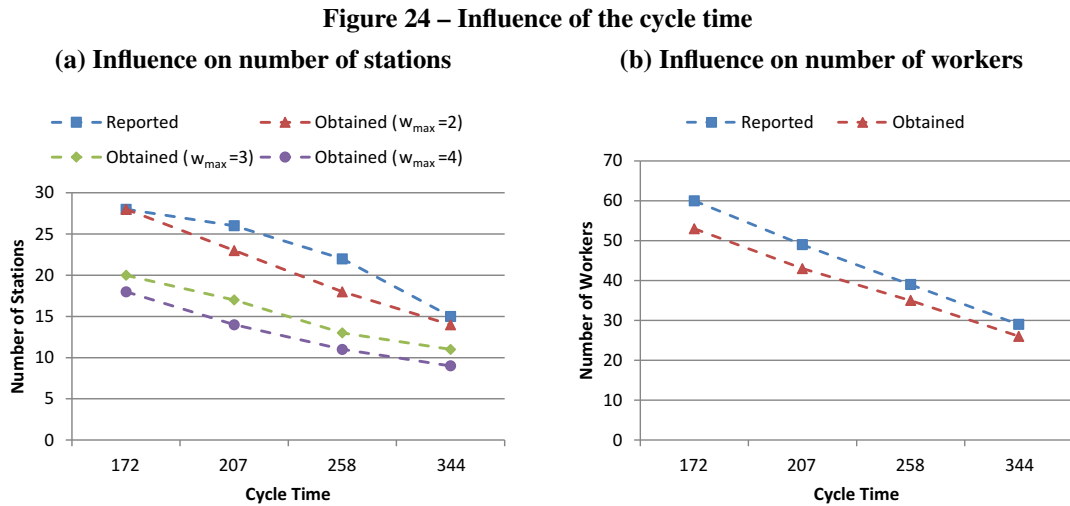 Figure 24 – Influence of the cycle time
(a) Influence on number of stations
Reported
Obtained (wmax=2)
Obtained (wmax=3)
Obtained (wmax=4)
30
25
20
15
10
5
0
172 207 258 344
Number of Stations
Cycle Time
(b) Influence on number of workers
Reported
Obtained
70
60
50
40
30
20
10
0
172 207 258 344
Number of Workers
Cycle Time